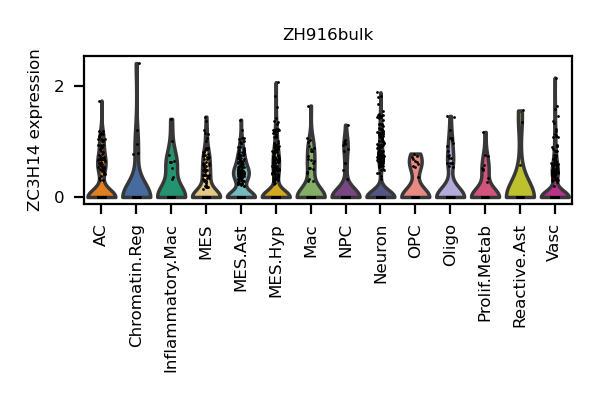 ZH916bulk
ZC3H14 expression
2
0
AC
Chromatin.Reg
Inflammatory.Mac
MES
MES.Ast
MES.Hyp
Mac
NPC
Neuron
OPC
Oligo
Prolif.Metab
Reactive.Ast
Vasc